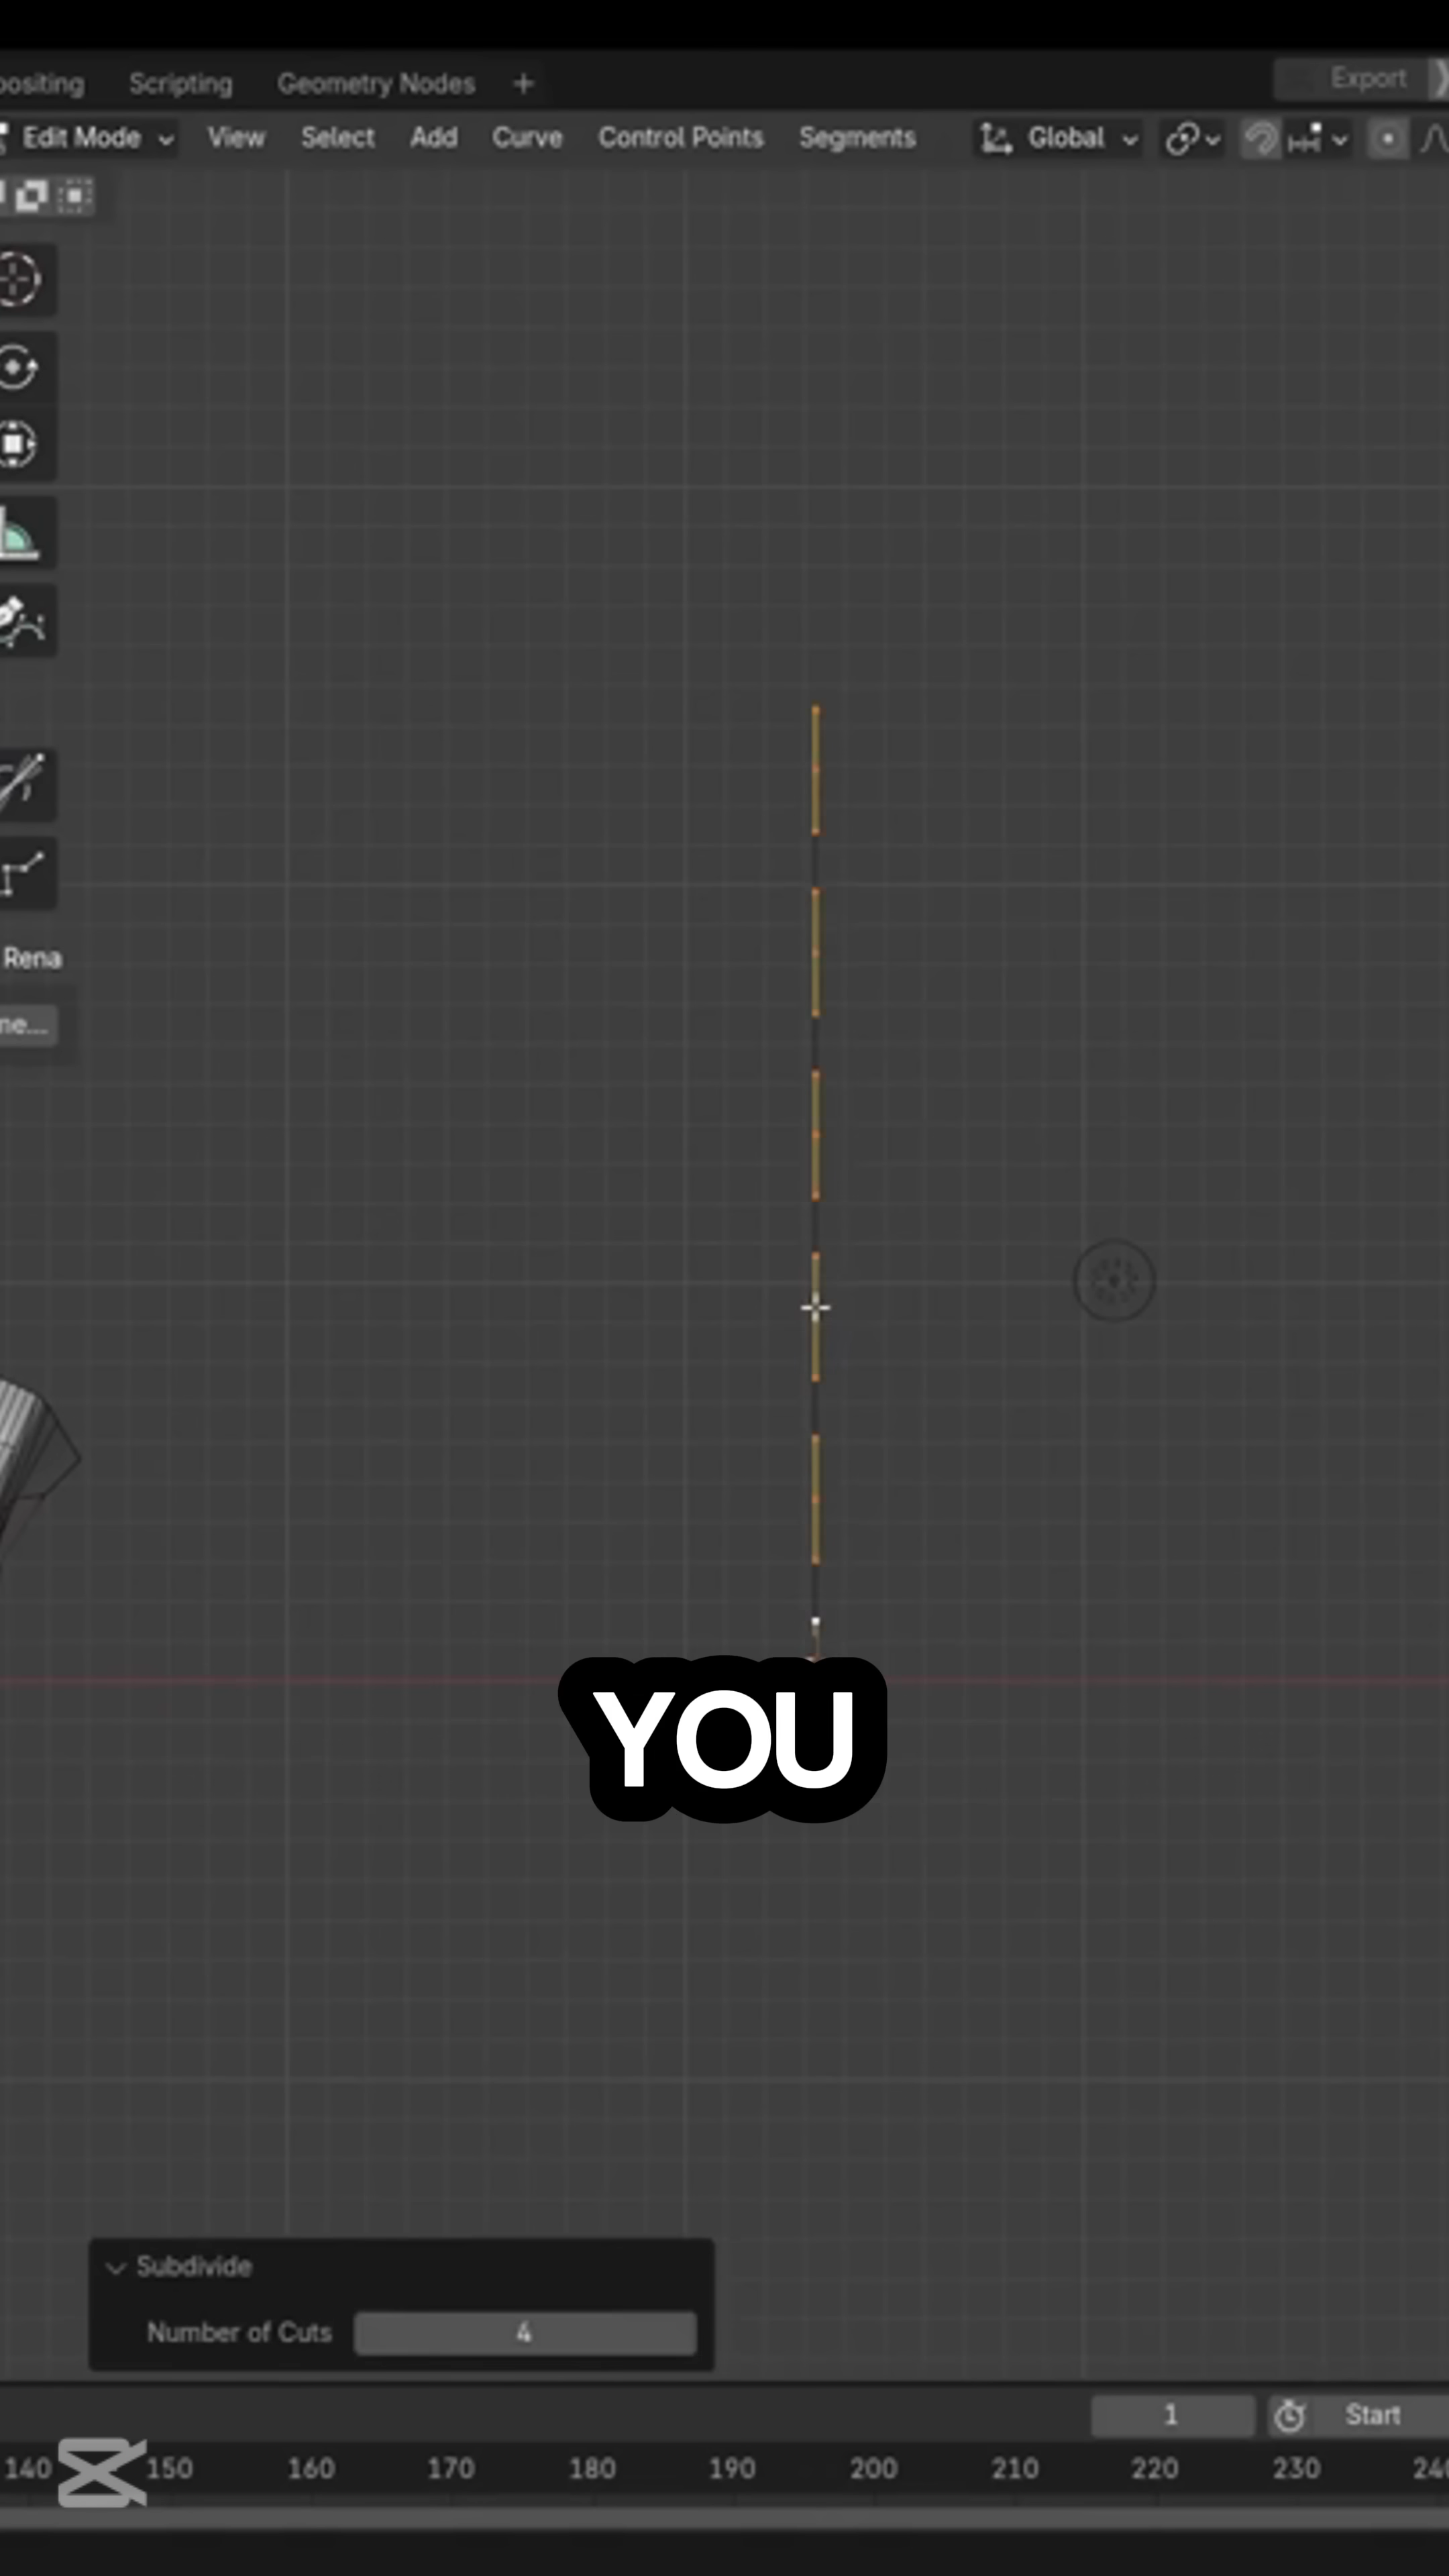 positing Scripting Geometry Nodes + Export
Edit Mode View Select Add Curve Control Points Segments Global
Rena
me...
YOU
Subdivide
Number of Cuts 4
1 Start
140 150 160 170 180 190 200 210 220 230 240